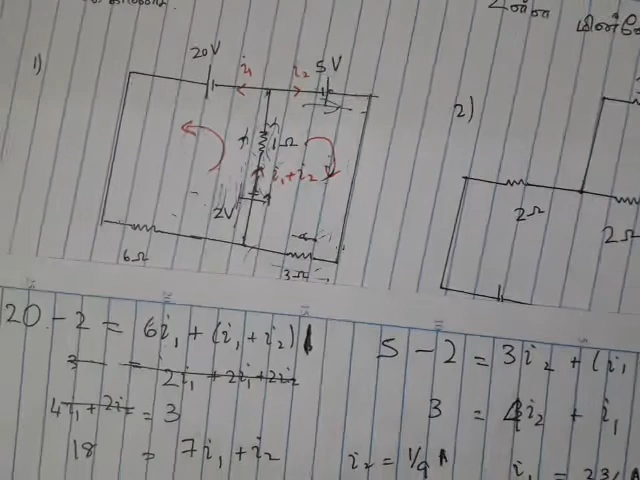 1)
20V
i₁
i₂
5V
1Ω
i₁+i₂
2V
6Ω
3Ω
2)
2Ω
2Ω
20 - 2 = 6i₁ + (i₁ + i₂) 1
3 = 2i₁ + 2i₁ + 2i₂
4i₁ + 2i₂ = 3
18 = 7i₁ + i₂
5 - 2 = 3i₂ + (i₁
3 = 4i₂ + i₁
i₂ = 1/9 A